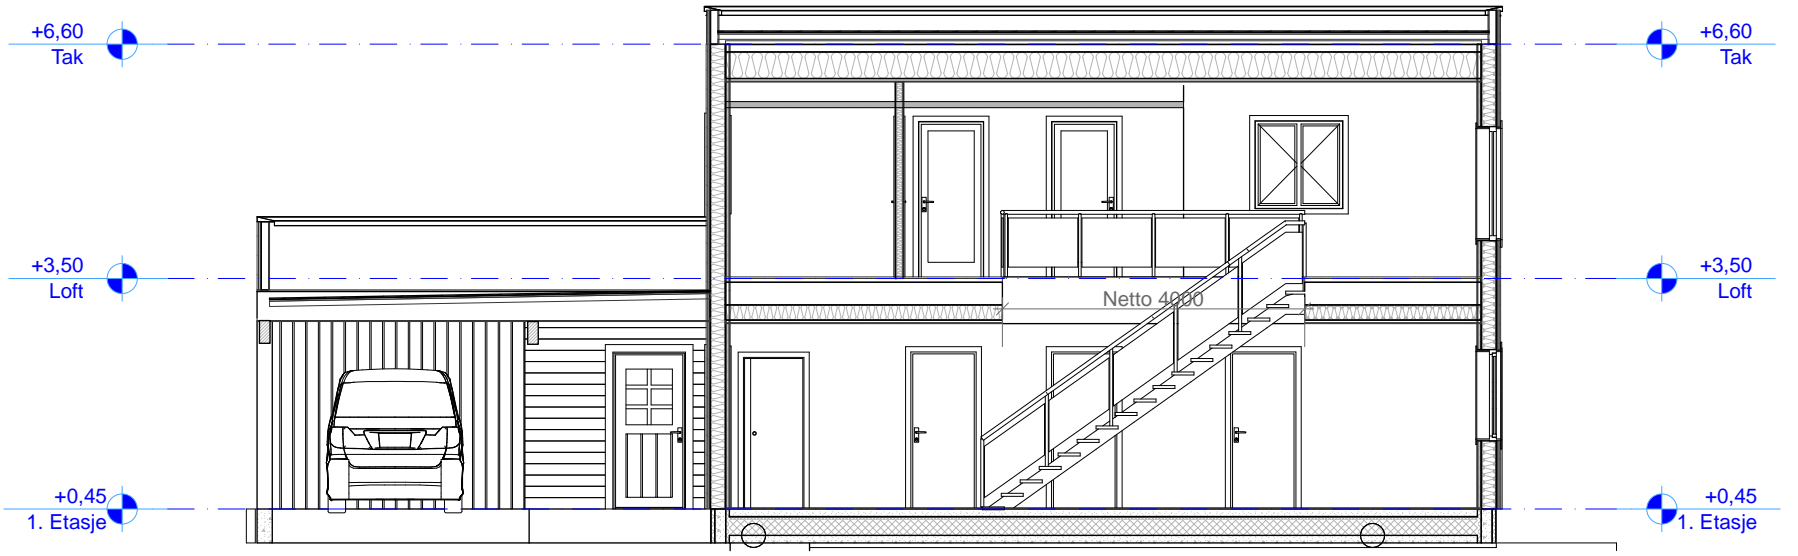 +6,60
Tak
+6,60
Tak
+3,50
Loft
+3,50
Loft
Netto 4000
+0,45
1. Etasje
+0,45
1. Etasje